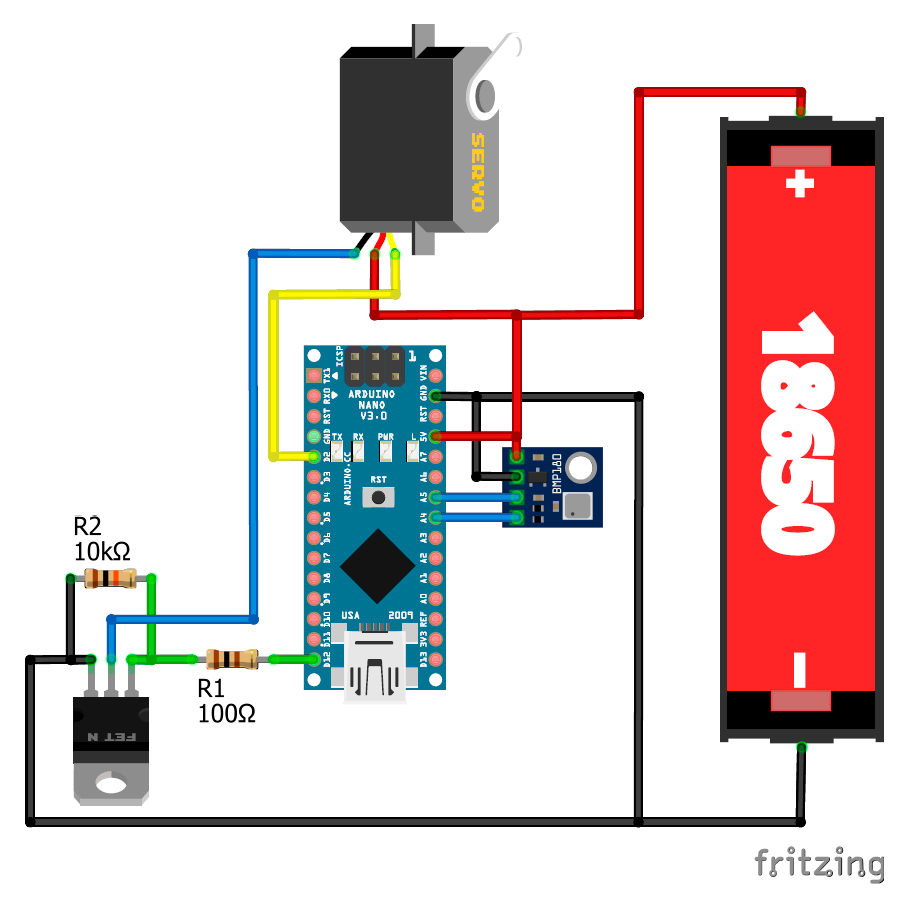 SERVO
+
18650
-
ICSP
1
TX1
RX0
RST
GND
D2
D3
D4
D5
D6
D7
D8
D9
D10
D11
D12
ARDUINO
NANO
V3.0
TX
RX
PWR
L
ARDUINO.CC
RST
USA
2009
VIN
GND
RST
5V
A7
A6
A5
A4
A3
A2
A1
A0
REF
3V3
D13
BMP180
R2
10kΩ
R1
100Ω
FET N
fritzing